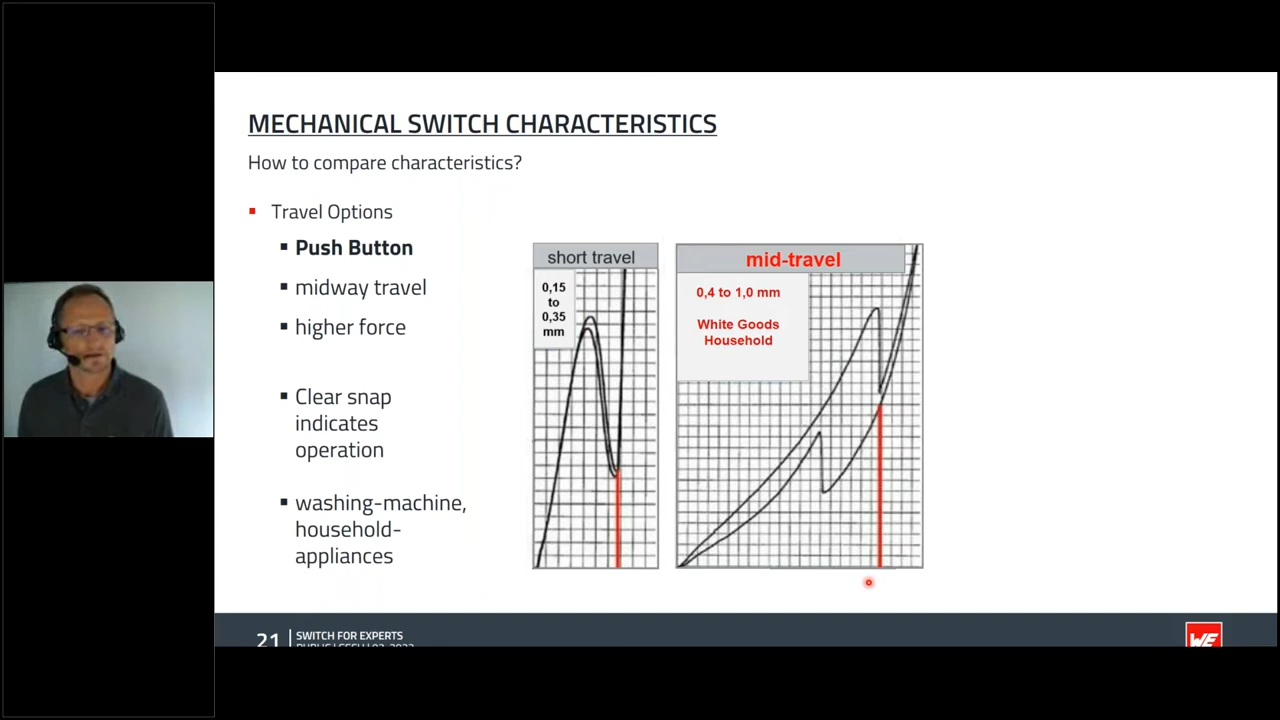 MECHANICAL SWITCH CHARACTERISTICS
How to compare characteristics?
Travel Options
Push Button
midway travel
higher force
Clear snap
indicates
operation
washing-machine,
household-
appliances
short travel
0,15
to
0,35
mm
mid-travel
0,4 to 1,0 mm
White Goods
Household
21
SWITCH FOR EXPERTS
WE